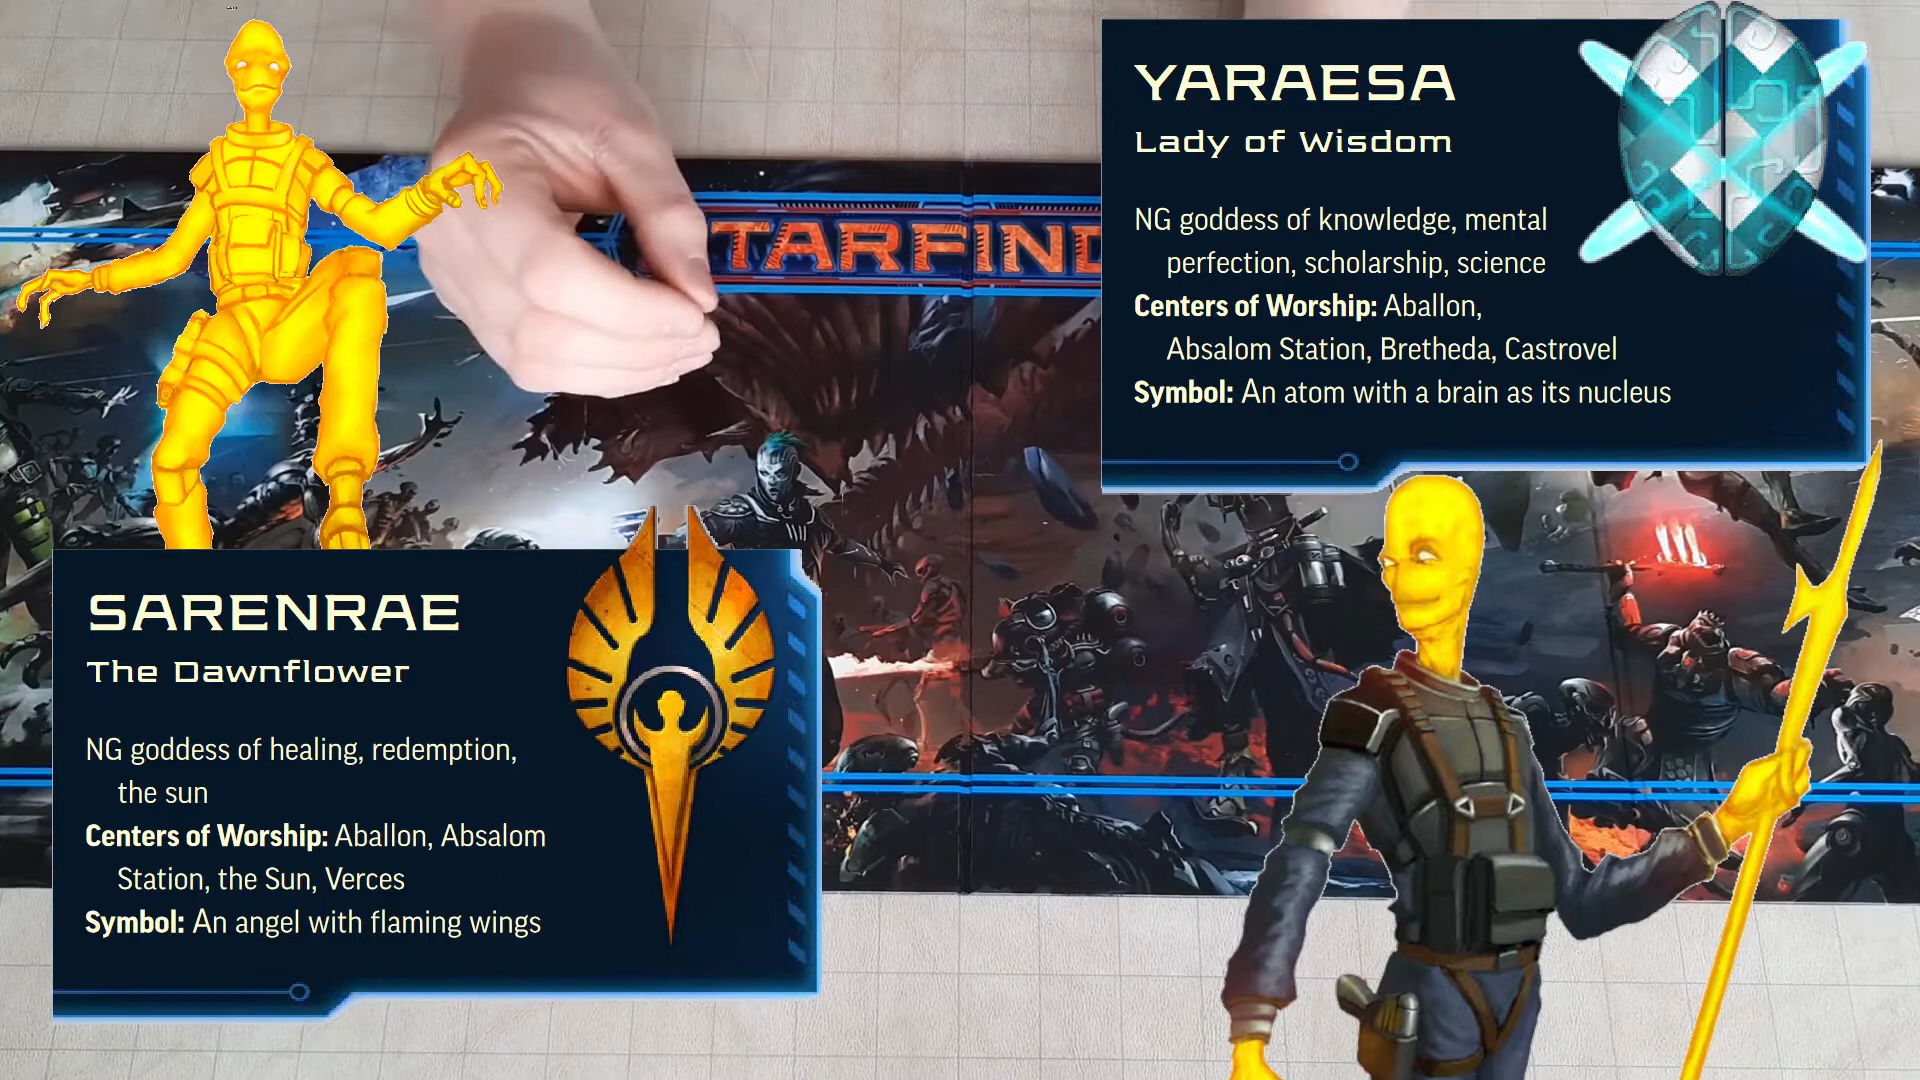 TARFIND
YARAESA
Lady of Wisdom
NG goddess of knowledge, mental
perfection, scholarship, science
Centers of Worship: Aballon,
Absalom Station, Bretheda, Castrovel
Symbol: An atom with a brain as its nucleus
SARENRAE
The Dawnflower
NG goddess of healing, redemption,
the sun
Centers of Worship: Aballon, Absalom
Station, the Sun, Verces
Symbol: An angel with flaming wings